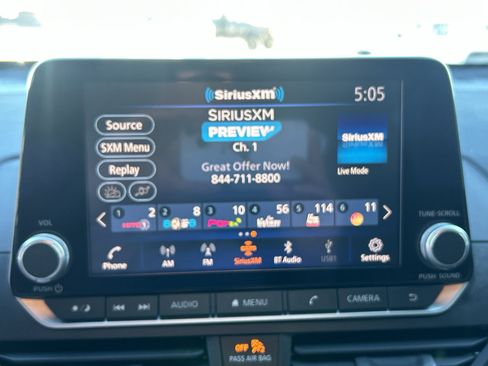 SiriusXM
5:05
Source
SIRIUSXM
PREVIEW
SXM Menu
Ch. 1
SiriusXM
Replay
Great Offer Now!
844-711-8800
Live Mode
1 2 2 8 3 10 4 56 5 114 6 11
VOL
TUNE·SCROLL
Phone AM FM SiriusXM BT Audio USB1 Settings
PUSH
PUSH SOUND
AUDIO MENU CAMERA
OFF
PASS AIR BAG